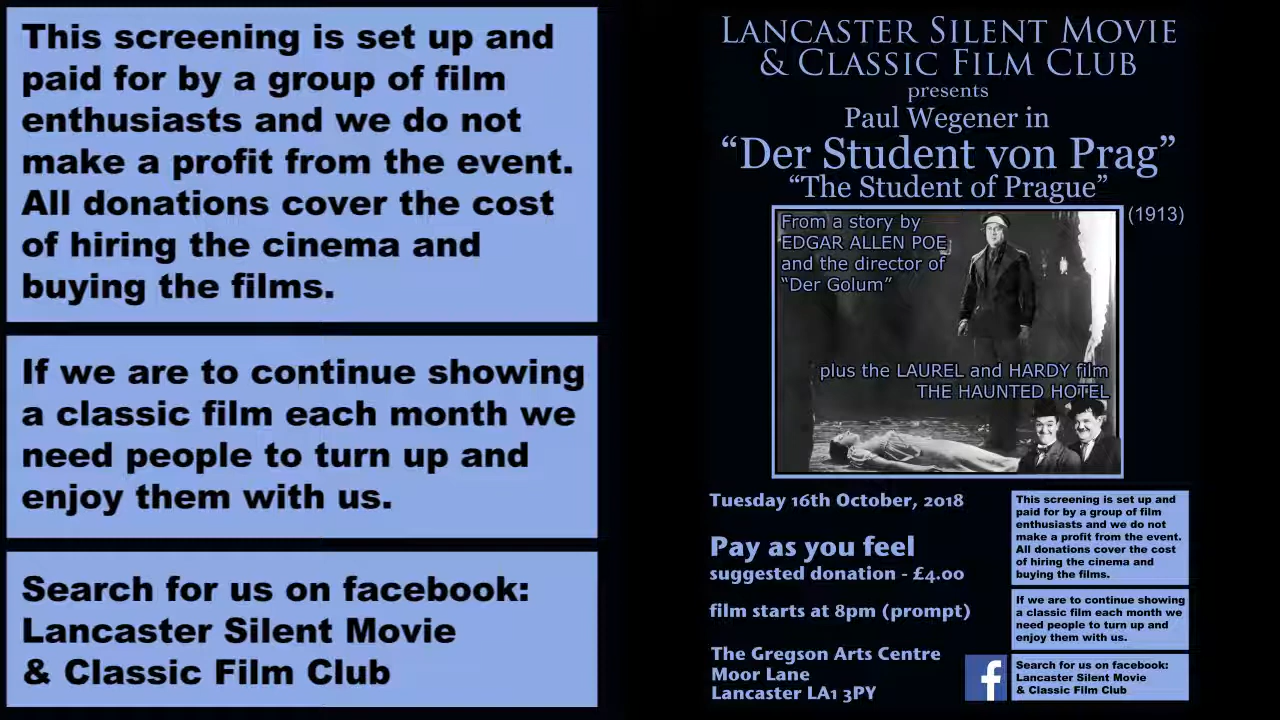 This screening is set up and
paid for by a group of film
enthusiasts and we do not
make a profit from the event.
All donations cover the cost
of hiring the cinema and
buying the films.
If we are to continue showing
a classic film each month we
need people to turn up and
enjoy them with us.
Search for us on facebook:
Lancaster Silent Movie
& Classic Film Club
LANCASTER SILENT MOVIE
& CLASSIC FILM CLUB
presents
Paul Wegener in
“Der Student von Prag”
“The Student of Prague”
(1913)
From a story by
EDGAR ALLEN POE
and the director of
“Der Golum”
plus the LAUREL and HARDY film
THE HAUNTED HOTEL
Tuesday 16th October, 2018
Pay as you feel
suggested donation - £4.00
film starts at 8pm (prompt)
The Gregson Arts Centre
Moor Lane
Lancaster LA1 3PY
This screening is set up and
paid for by a group of film
enthusiasts and we do not
make a profit from the event.
All donations cover the cost
of hiring the cinema and
buying the films.
If we are to continue showing
a classic film each month we
need people to turn up and
enjoy them with us.
f
Search for us on facebook:
Lancaster Silent Movie
& Classic Film Club